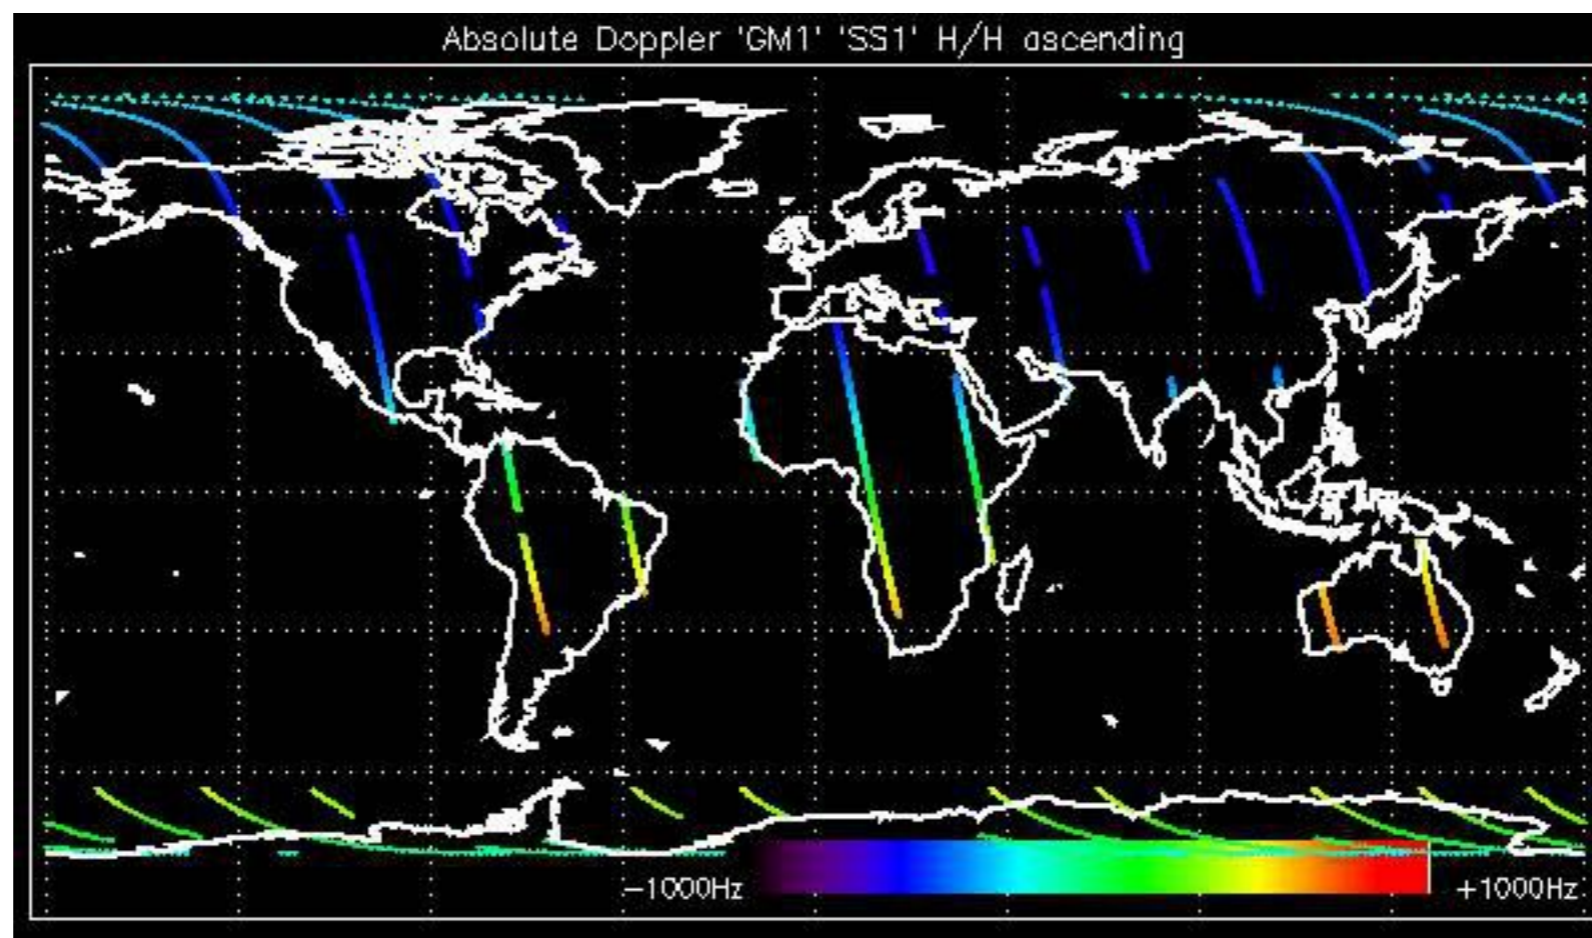 Absolute Doppler 'GM1' 'SS1' H/H ascending
-1000Hz
+1000Hz